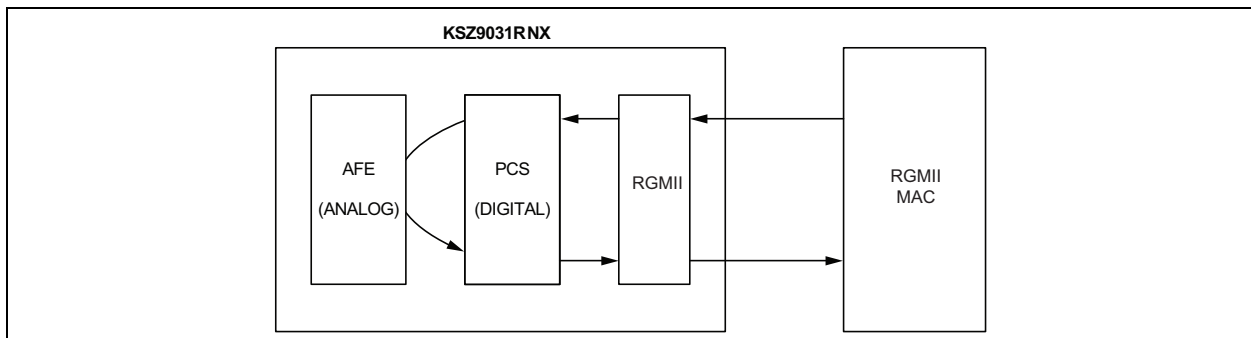 KSZ9031RNX
AFE
(ANALOG)
PCS
(DIGITAL)
RGMII
RGMII
MAC